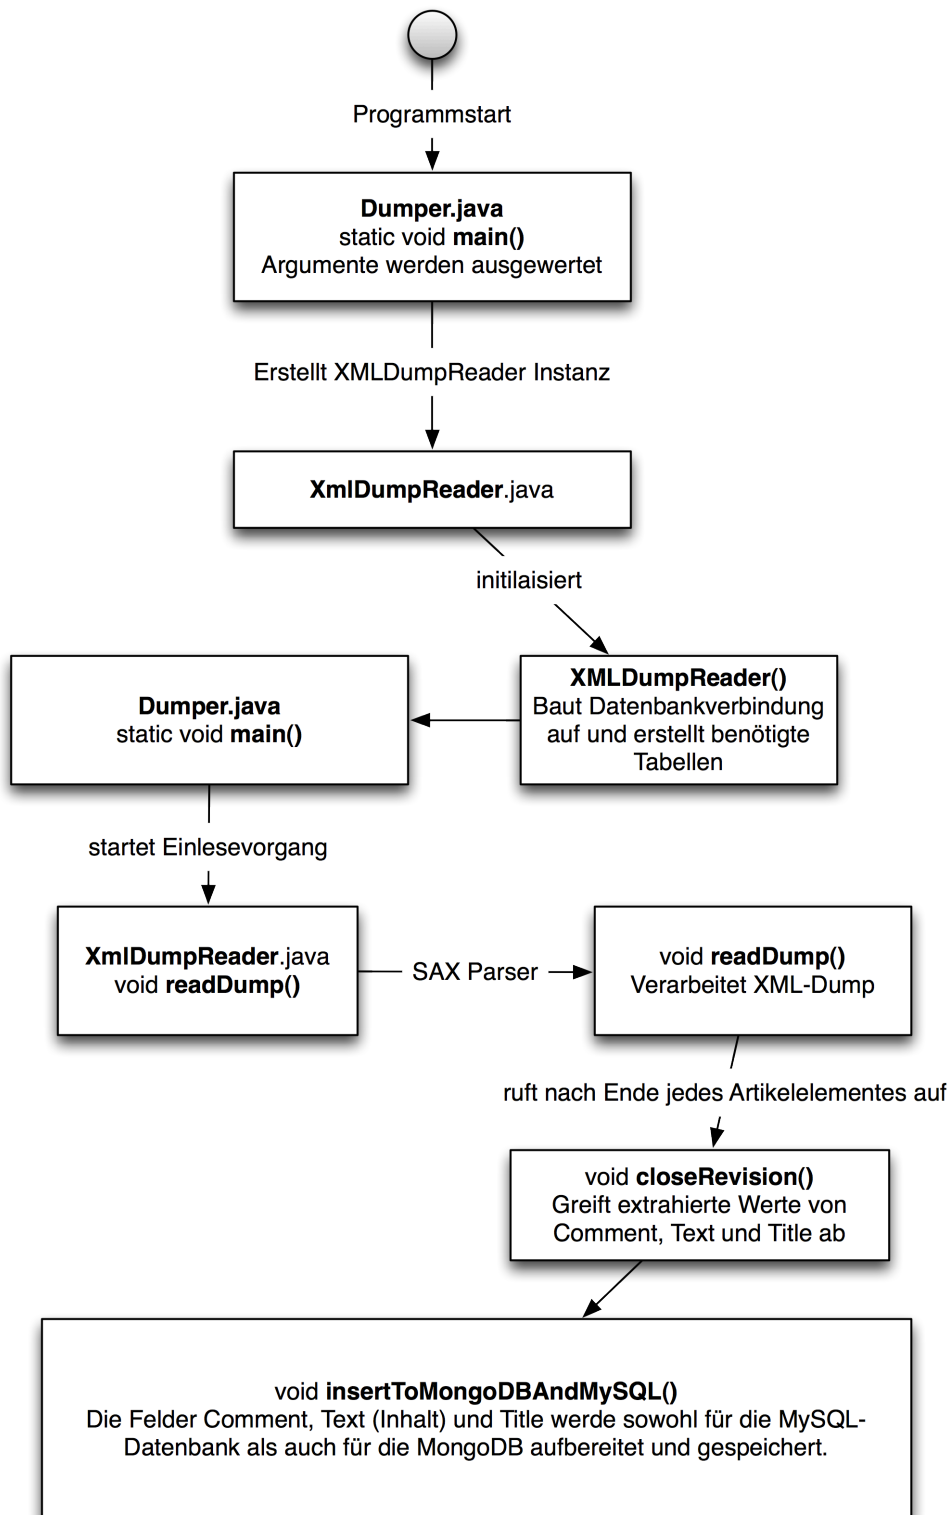 Programmstart
Dumper.java
static void main()
Argumente werden ausgewertet
Erstellt XMLDumpReader Instanz
XmlDumpReader.java
initilaisiert
XMLDumpReader()
Baut Datenbankverbindung
auf und erstellt benötigte
Tabellen
Dumper.java
static void main()
startet Einlesevorgang
XmlDumpReader.java
void readDump()
SAX Parser
void readDump()
Verarbeitet XML-Dump
ruft nach Ende jedes Artikelelementes auf
void closeRevision()
Greift extrahierte Werte von
Comment, Text und Title ab
void insertToMongoDBAndMySQL()
Die Felder Comment, Text (Inhalt) und Title werde sowohl für die MySQL-
Datenbank als auch für die MongoDB aufbereitet und gespeichert.